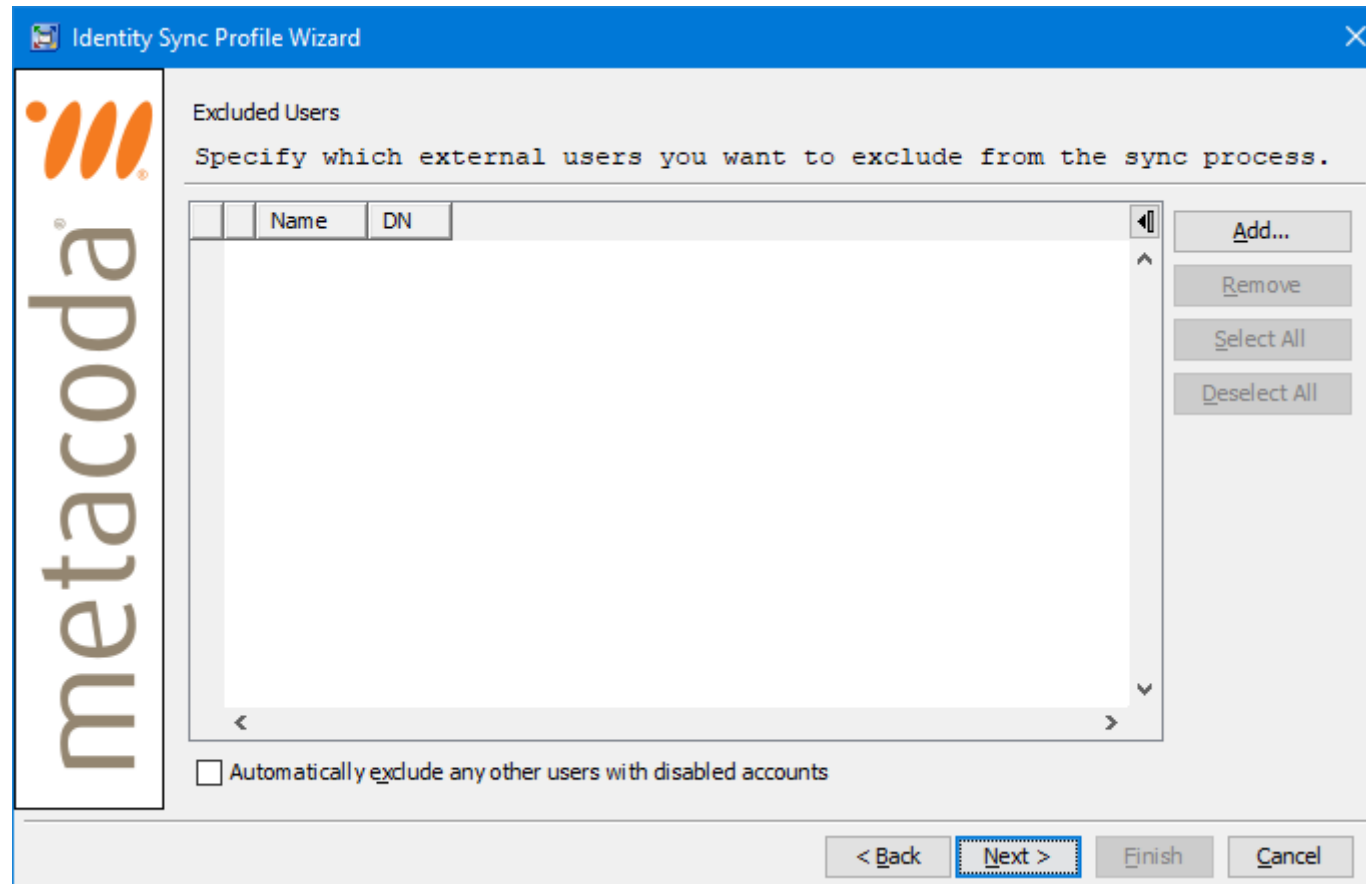 Identity Sync Profile Wizard
metacoda®
Excluded Users
Specify which external users you want to exclude from the sync process.
Name DN
Add...
Remove
Select All
Deselect All
Automatically exclude any other users with disabled accounts
< Back Next > Finish Cancel